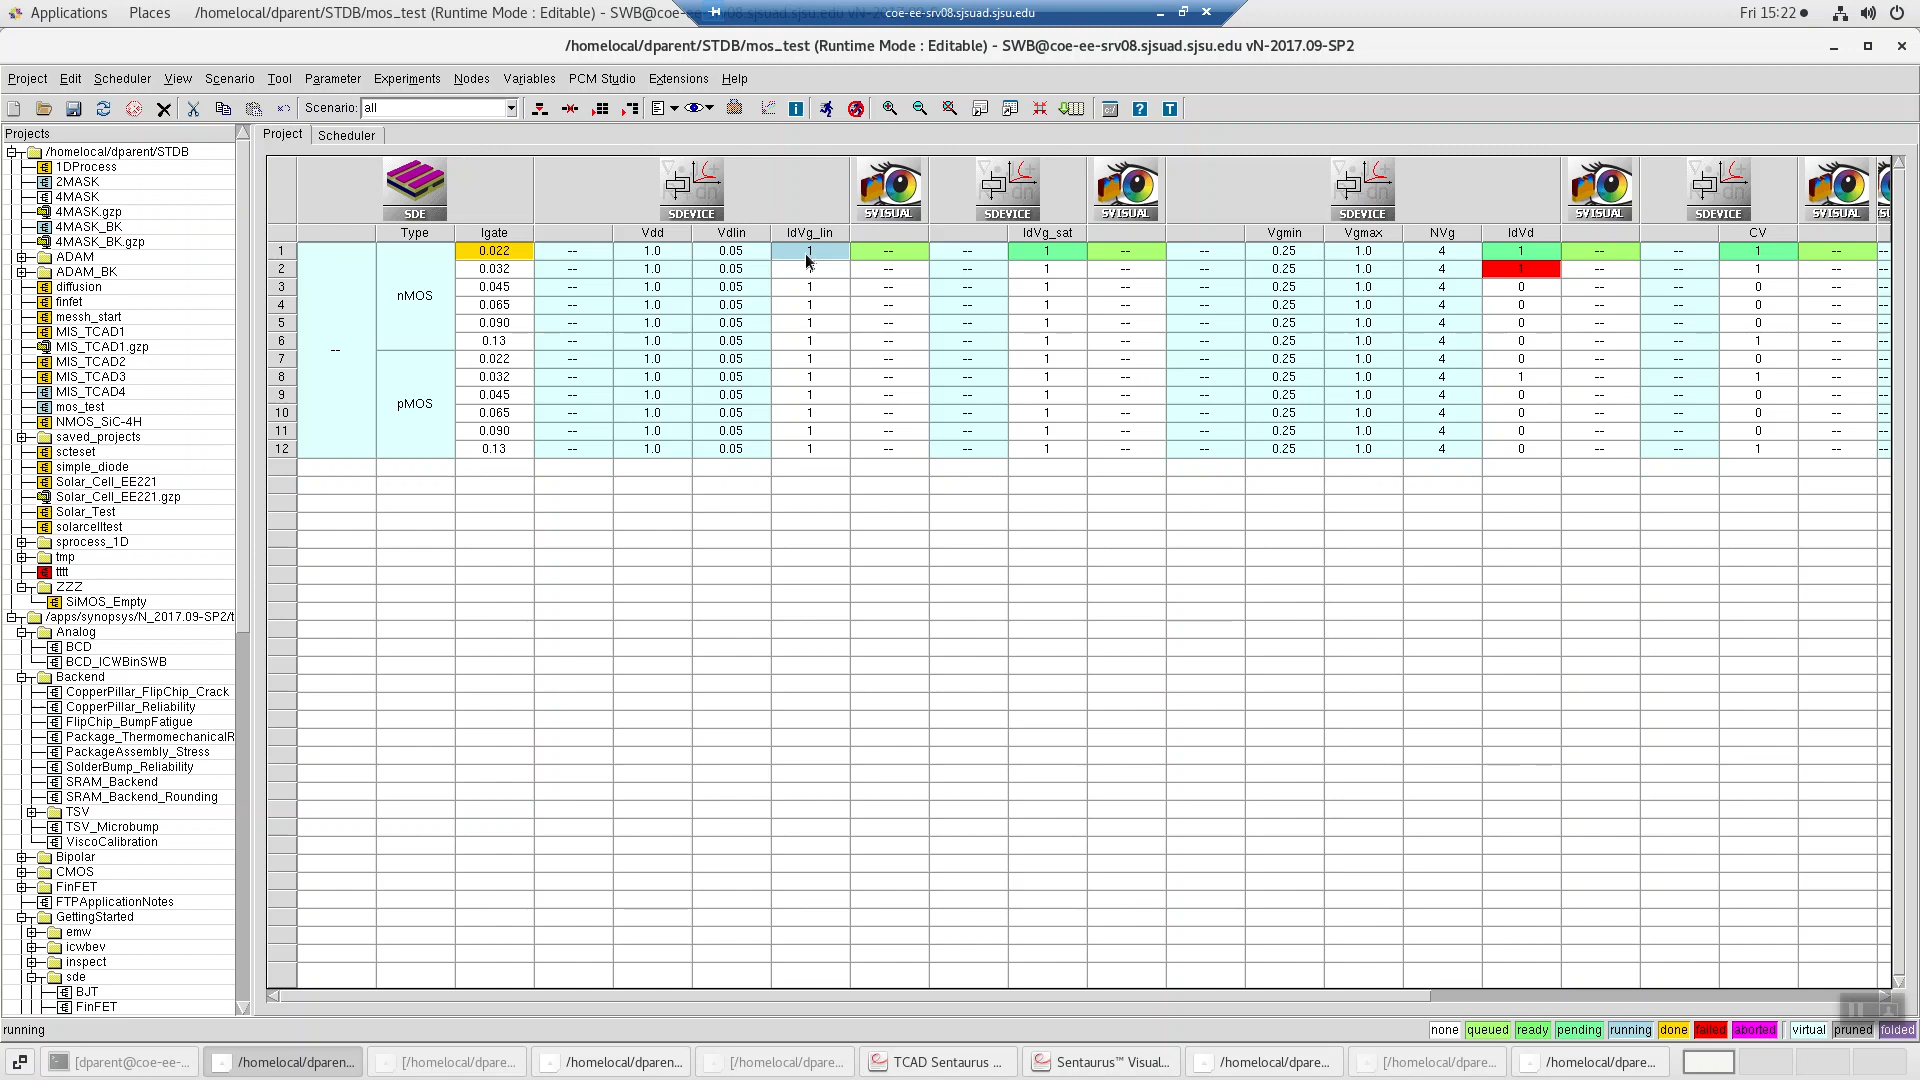 Applications Places /homelocal/dparent/STDB/mos_test (Runtime Mode : Editable) - SWB@coe-ee-srv08.sjsuad.sjsu.edu vN-20 coe-ee-srv08.sjsuad.sjsu.edu Fri 15:22
/homelocal/dparent/STDB/mos_test (Runtime Mode : Editable) - SWB@coe-ee-srv08.sjsuad.sjsu.edu vN-2017.09-SP2
Project Edit Scheduler View Scenario Tool Parameter Experiments Nodes Variables PCM Studio Extensions Help
Scenario: all
Projects
/homelocal/dparent/STDB
1DProcess
2MASK
4MASK
4MASK.gzp
4MASK_BK
4MASK_BK.gzp
ADAM
ADAM_BK
diffusion
finfet
messh_start
MIS_TCAD1
MIS_TCAD1.gzp
MIS_TCAD2
MIS_TCAD3
MIS_TCAD4
mos_test
NMOS_SiC-4H
saved_projects
scteset
simple_diode
Solar_Cell_EE221
Solar_Cell_EE221.gzp
Solar_Test
solarcelltest
sprocess_1D
tmp
tttt
ZZZ
SiMOS_Empty
/apps/synopsys/N_2017.09-SP2/t
Analog
BCD
BCD_ICWBinSWB
Backend
CopperPillar_FlipChip_Crack
CopperPillar_Reliability
FlipChip_BumpFatigue
Package_ThermomechanicalR
PackageAssembly_Stress
SolderBump_Reliability
SRAM_Backend
SRAM_Backend_Rounding
TSV
TSV_Microbump
ViscoCalibration
Bipolar
CMOS
FinFET
FTPApplicationNotes
GettingStarted
emw
icwbev
inspect
sde
BJT
FinFET
Project Scheduler
SDE SDEVICE SVISUAL SDEVICE SVISUAL SDEVICE SVISUAL SDEVICE SVISUAL
Type lgate Vdd Vdlin IdVg_lin IdVg_sat Vgmin Vgmax NVg IdVd CV
1 0.022 -- 1.0 0.05 1 -- -- 1 -- -- 0.25 1.0 4 1 -- -- 1 -- --
2 0.032 -- 1.0 0.05 1 -- -- 1 -- -- 0.25 1.0 4 1 -- -- 1 -- --
3 0.045 -- 1.0 0.05 1 -- -- 1 -- -- 0.25 1.0 4 0 -- -- 0 -- --
nMOS
4 0.065 -- 1.0 0.05 1 -- -- 1 -- -- 0.25 1.0 4 0 -- -- 0 -- --
5 0.090 -- 1.0 0.05 1 -- -- 1 -- -- 0.25 1.0 4 0 -- -- 0 -- --
6 0.13 -- 1.0 0.05 1 -- -- 1 -- -- 0.25 1.0 4 0 -- -- 1 -- --
--
7 0.022 -- 1.0 0.05 1 -- -- 1 -- -- 0.25 1.0 4 0 -- -- 0 -- --
8 0.032 -- 1.0 0.05 1 -- -- 1 -- -- 0.25 1.0 4 1 -- -- 1 -- --
9 0.045 -- 1.0 0.05 1 -- -- 1 -- -- 0.25 1.0 4 0 -- -- 0 -- --
pMOS
10 0.065 -- 1.0 0.05 1 -- -- 1 -- -- 0.25 1.0 4 0 -- -- 0 -- --
11 0.090 -- 1.0 0.05 1 -- -- 1 -- -- 0.25 1.0 4 0 -- -- 0 -- --
12 0.13 -- 1.0 0.05 1 -- -- 1 -- -- 0.25 1.0 4 0 -- -- 1 -- --
running
none queued ready pending running done failed aborted virtual pruned folded
[dparent@coe-ee-... /homelocal/dparen... [/homelocal/dpare... /homelocal/dparen... [/homelocal/dpare... TCAD Sentaurus ... Sentaurus™ Visual... /homelocal/dpare... [/homelocal/dpare... /homelocal/dpare...